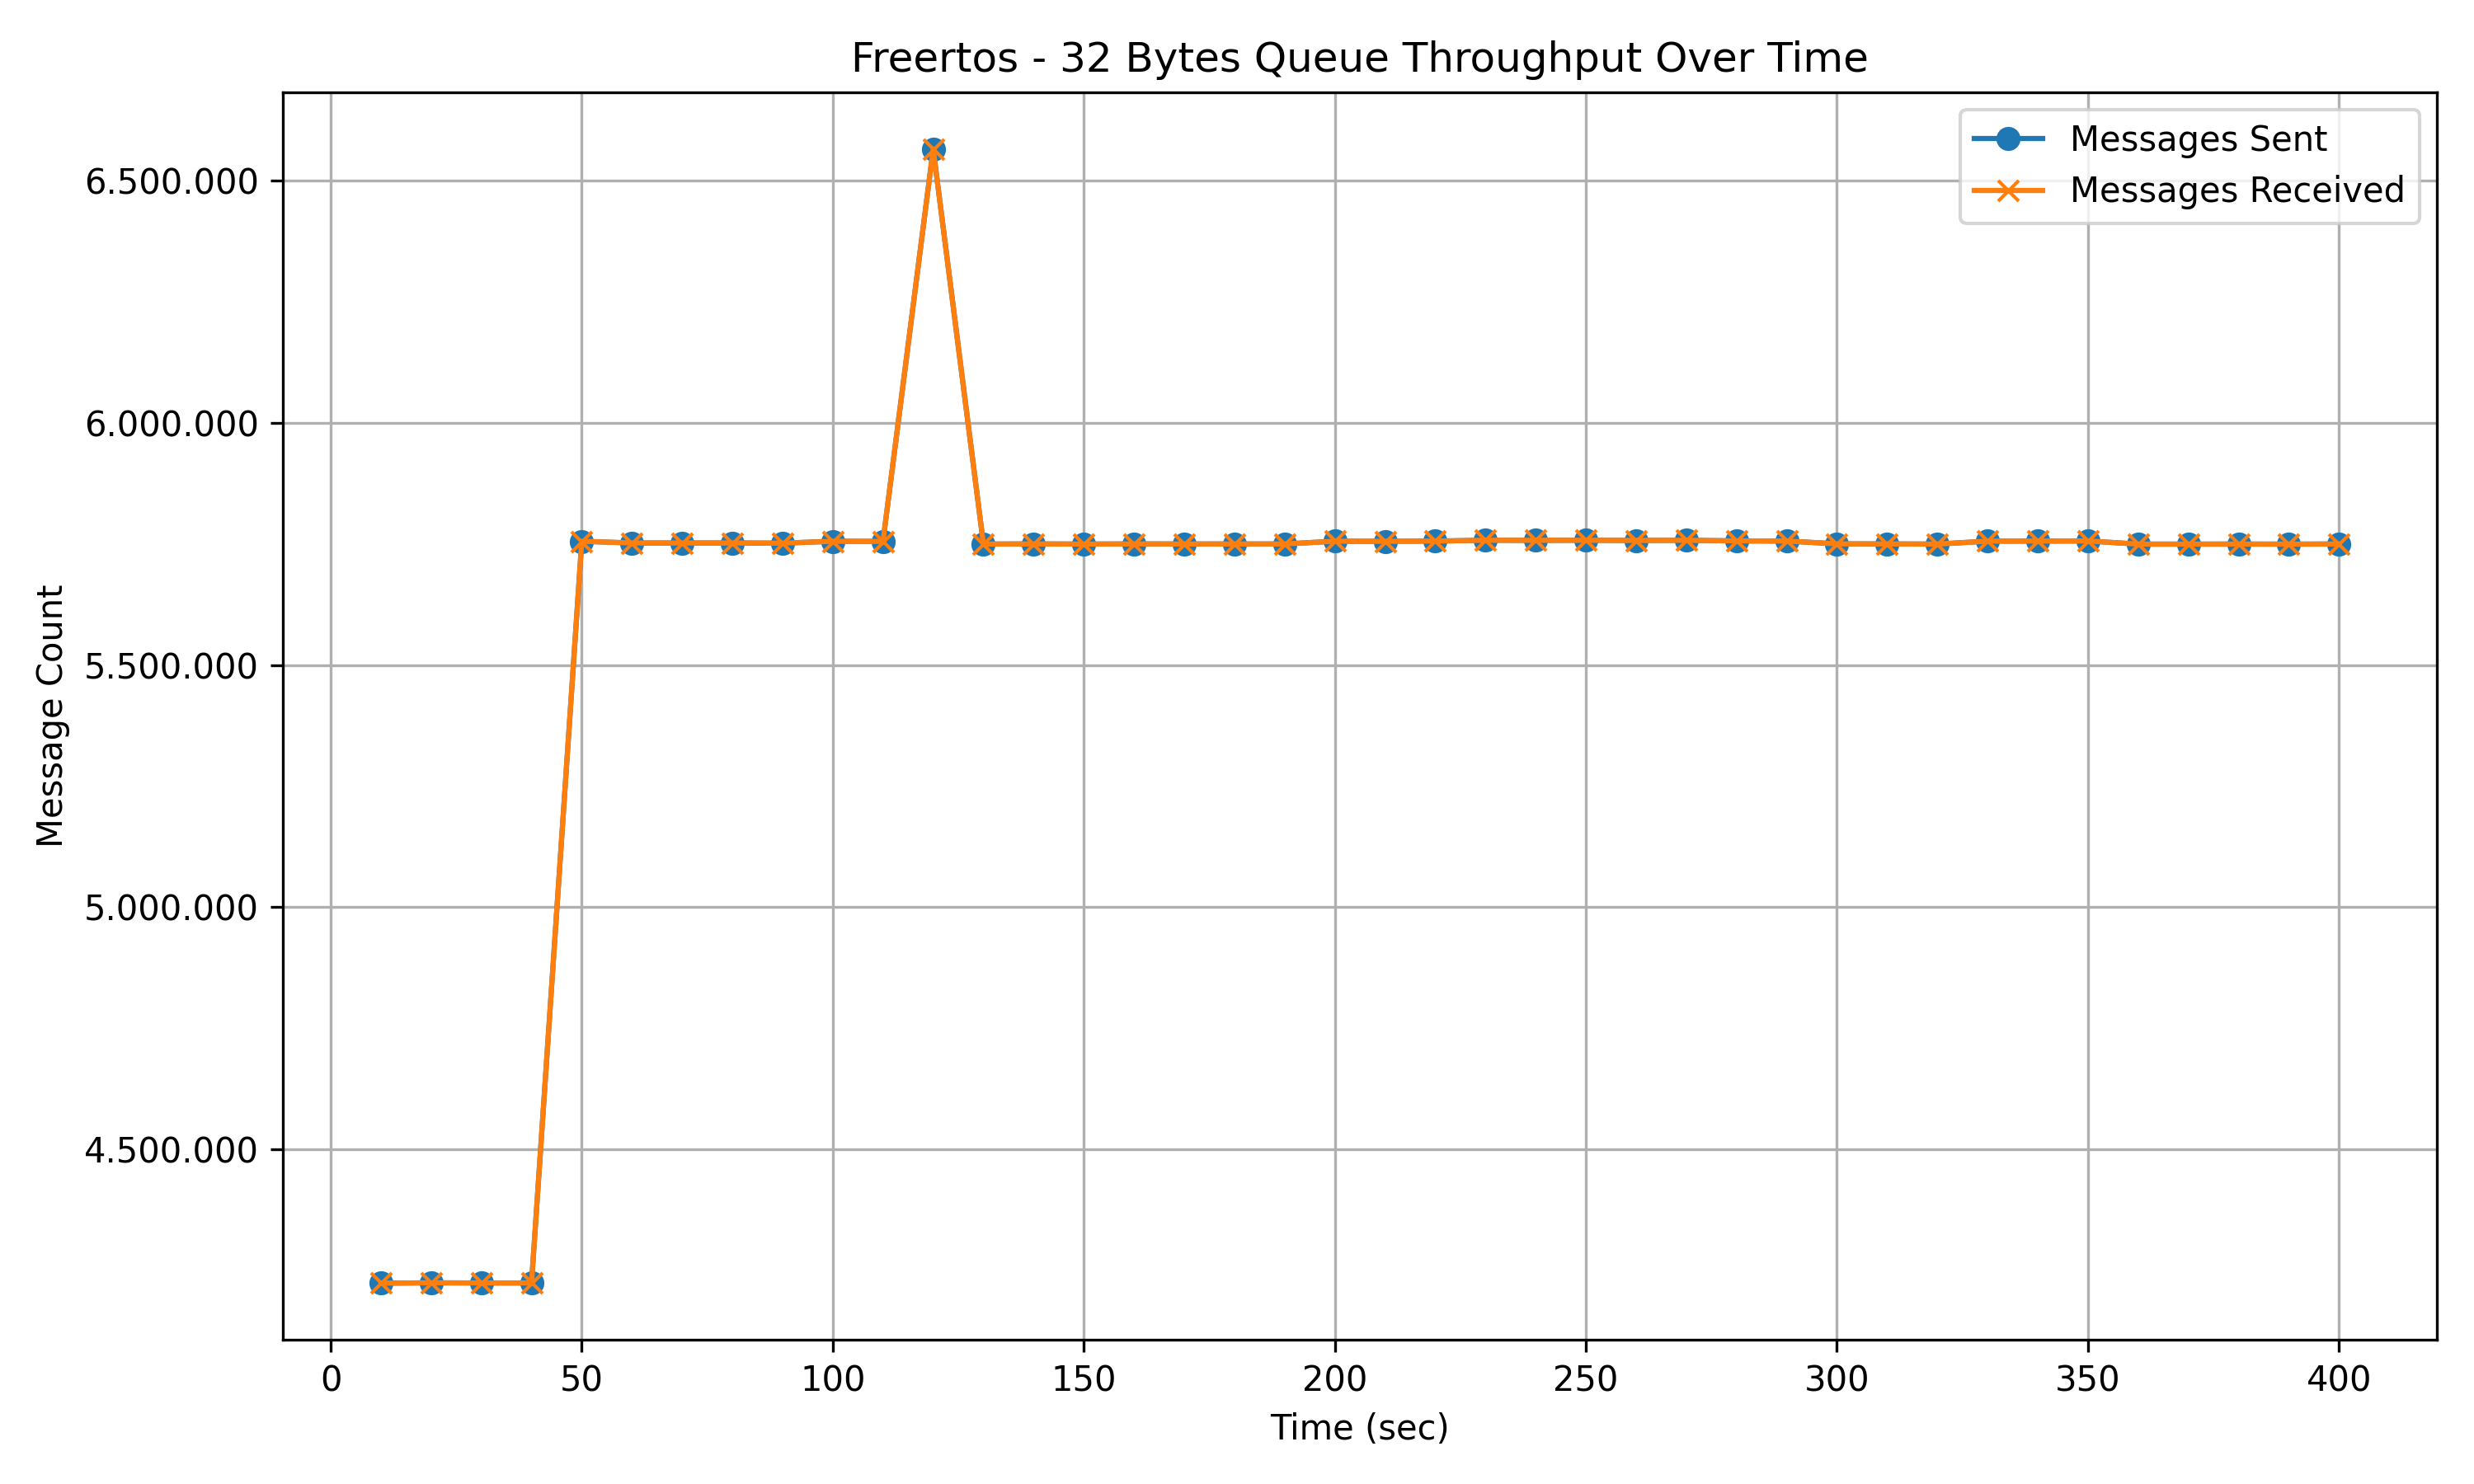 Freertos - 32 Bytes Queue Throughput Over Time
Messages Sent
Messages Received
Message Count
6.500.000
6.000.000
5.500.000
5.000.000
4.500.000
0 50 100 150 200 250 300 350 400
Time (sec)